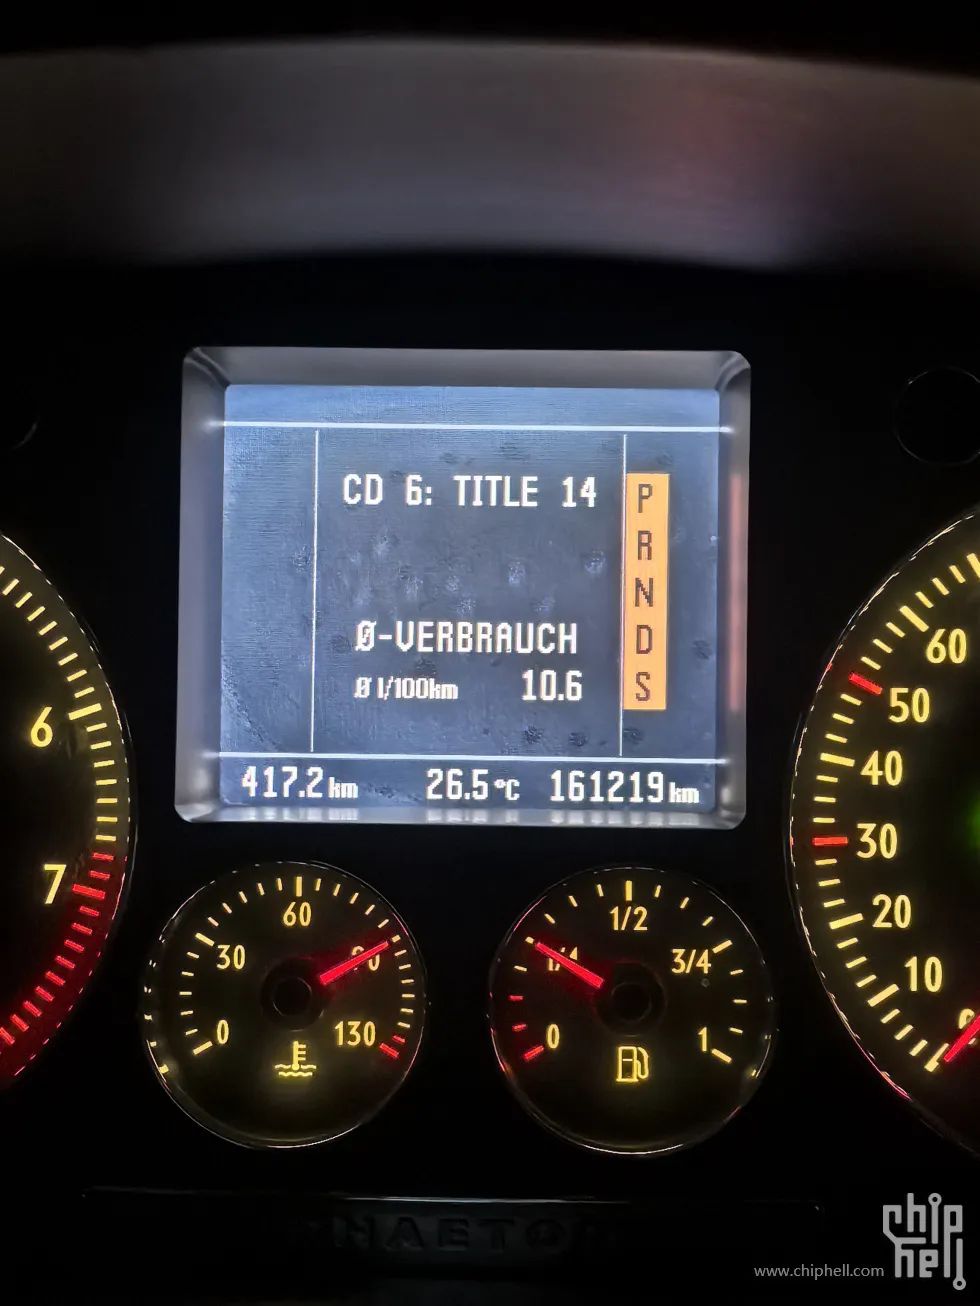 CD 6: TITLE 14
P
R
N
D
S
Ø-VERBRAUCH
Ø l/100km 10.6
417.2 km 26.5 °C 161219 km
6
7
60
50
40
30
20
10
0
30
60
90
130
0
1/4
1/2
3/4
1
PHAETON
chip
hell
www.chiphell.com